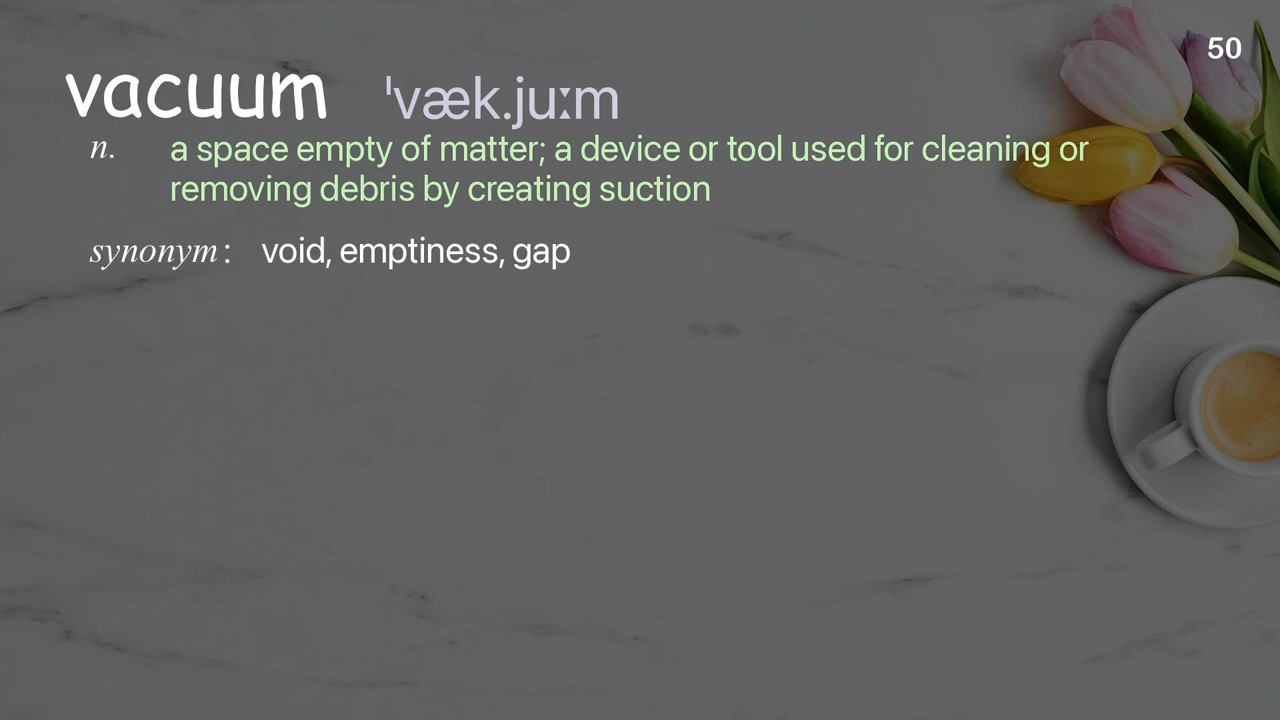 50
vacuum ˈvæk.juːm
n. a space empty of matter; a device or tool used for cleaning or
removing debris by creating suction
synonym: void, emptiness, gap